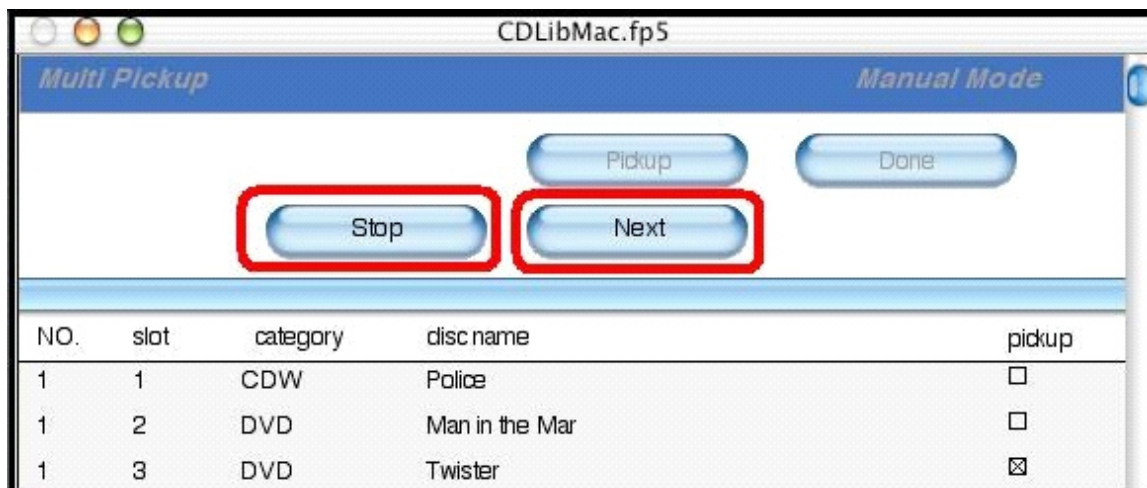 CDLibMac.fp5
Multi Pickup Manual Mode
Pickup Done
Stop Next
NO. slot category disc name pickup
1 1 CDW Police
1 2 DVD Man in the Mar
1 3 DVD Twister